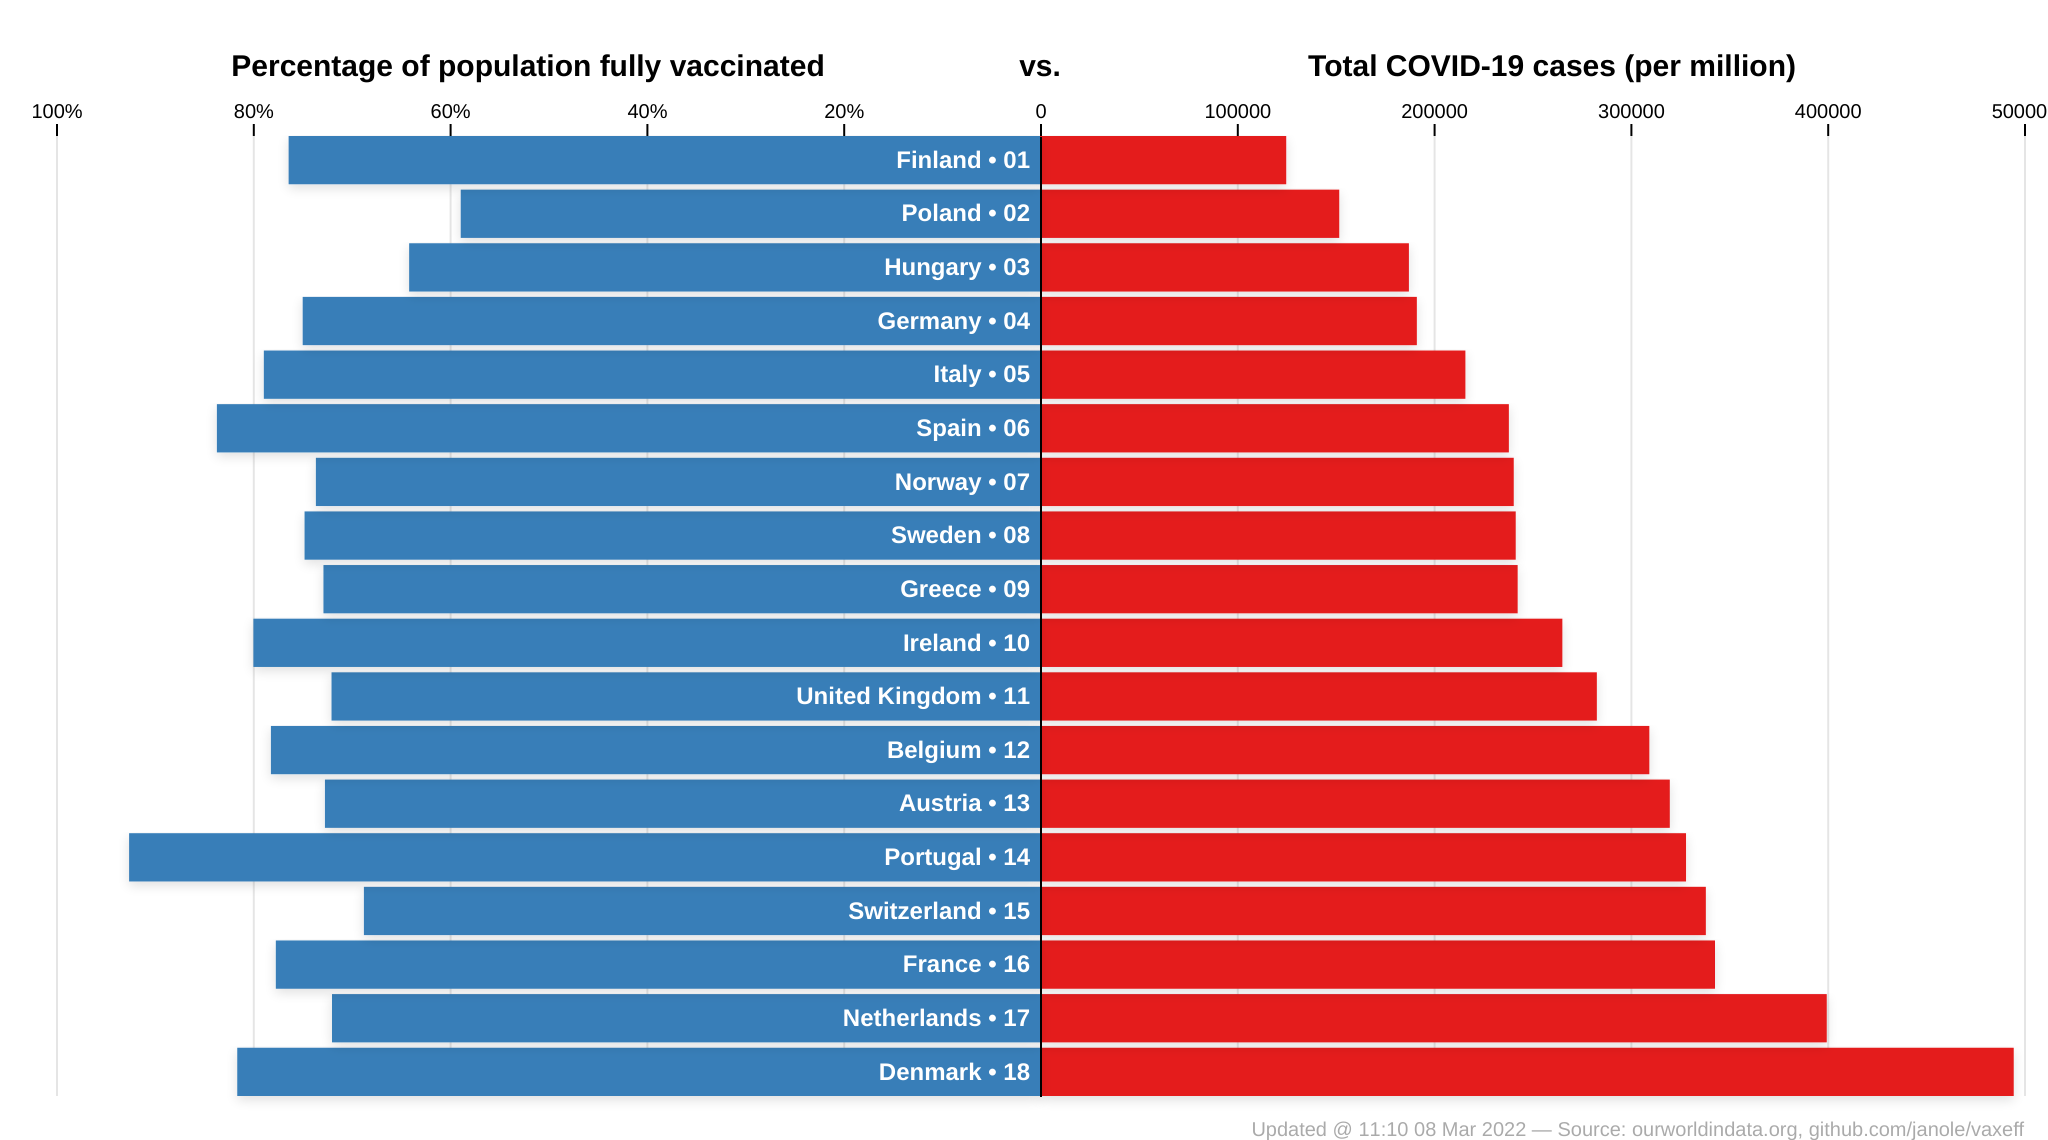 Percentage of population fully vaccinated vs. Total COVID-19 cases (per million)
100% 80% 60% 40% 20% 0 100000 200000 300000 400000 50000
Finland • 01
Poland • 02
Hungary • 03
Germany • 04
Italy • 05
Spain • 06
Norway • 07
Sweden • 08
Greece • 09
Ireland • 10
United Kingdom • 11
Belgium • 12
Austria • 13
Portugal • 14
Switzerland • 15
France • 16
Netherlands • 17
Denmark • 18
Updated @ 11:10 08 Mar 2022 — Source: ourworldindata.org, github.com/janole/vaxeff